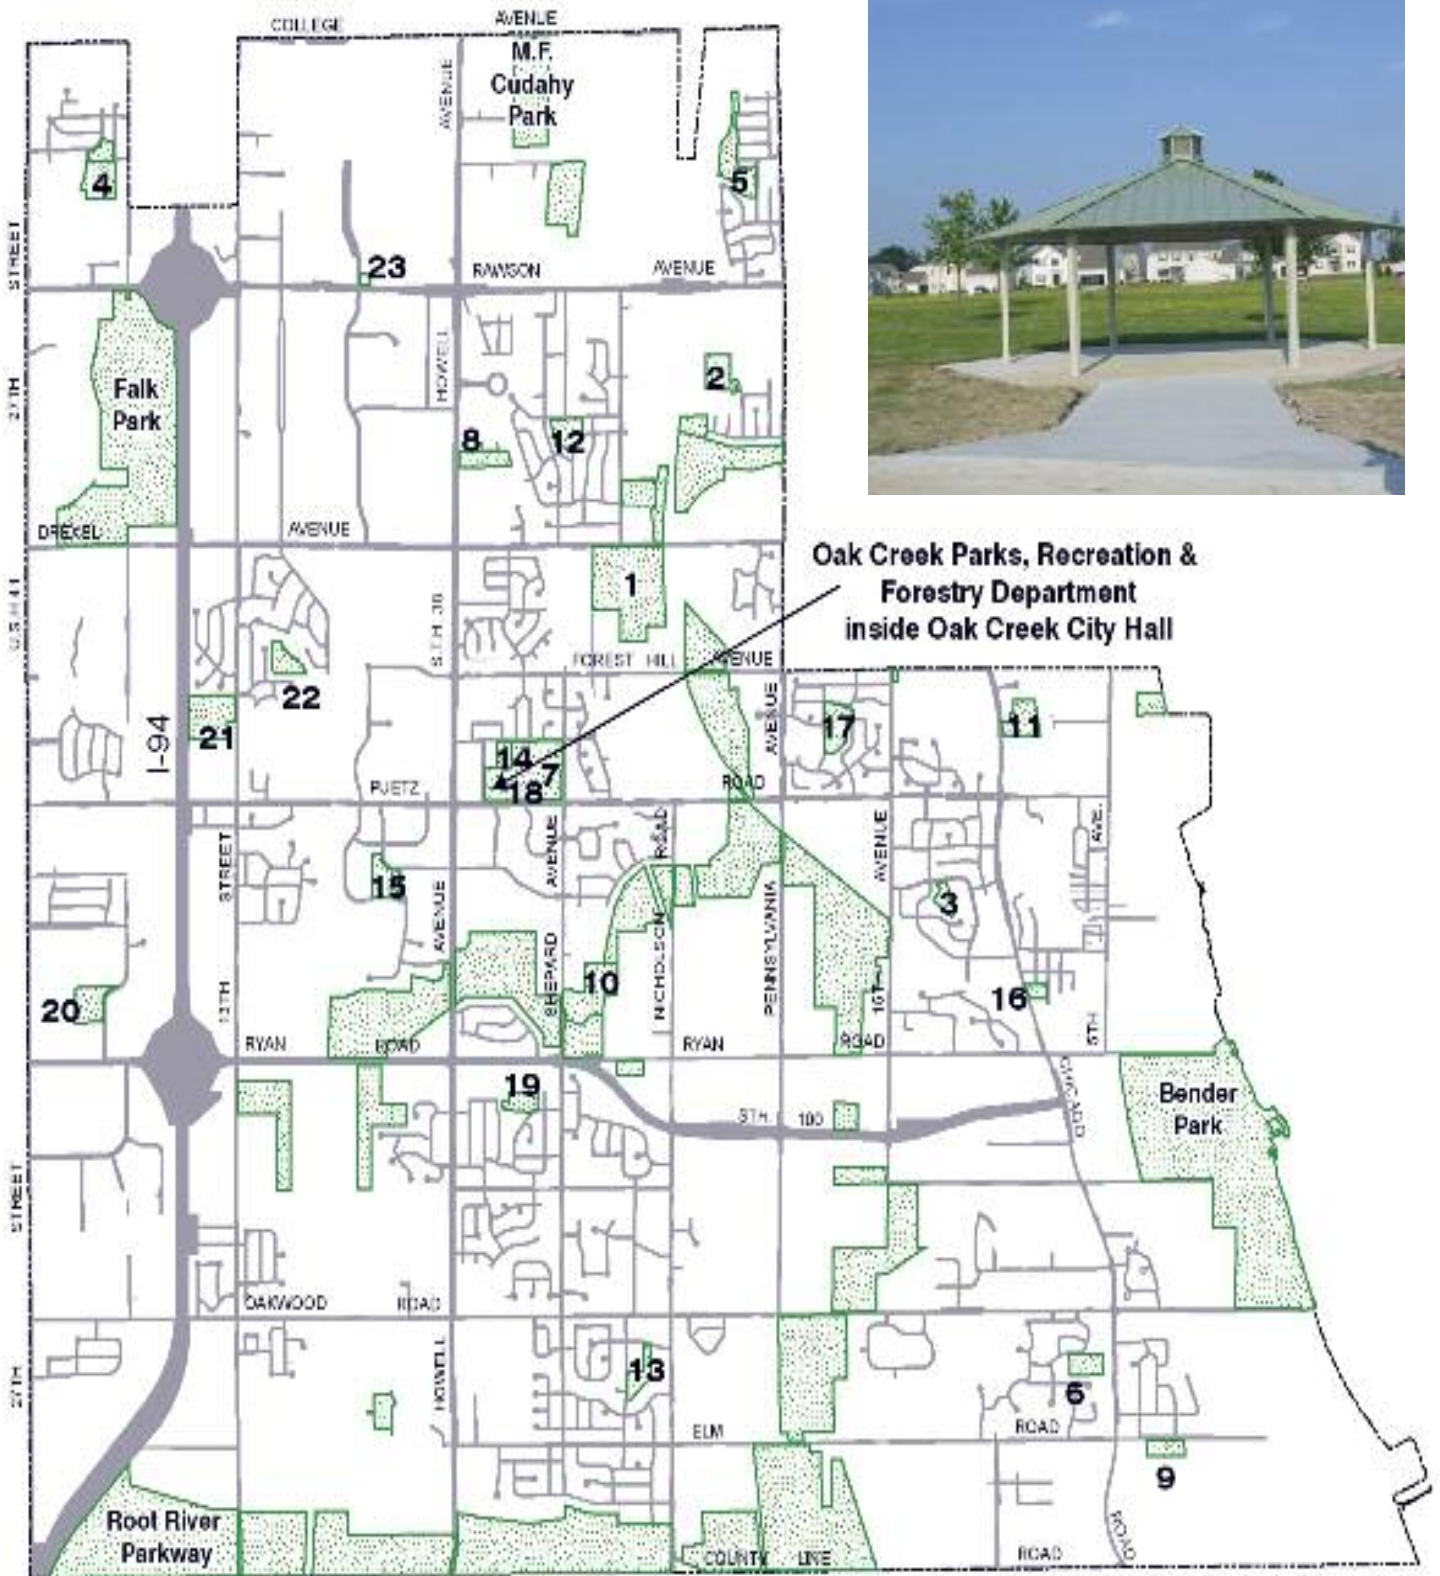 COLLEGE
AVENUE
M.F.
Cudahy
Park
AVENUE
4
5
STREET
23
RAWSON
AVENUE
27TH
Falk
Park
HOWELL
2
8
12
DREXEL
AVENUE
Oak Creek Parks, Recreation &
Forestry Department
inside Oak Creek City Hall
1
S.T.H. 38
FOREST HILL
AVENUE
22
21
I-94
14
7
18
AVENUE
17
11
PUETZ
ROAD
STREET
AVENUE
ROAD
AVENUE
AVE.
15
3
AVENUE
SHEPARD
NICHOLSON
PENNSYLVANIA
20
10
16
13TH
5TH
RYAN
ROAD
RYAN
ROAD
19
S.T.H.
100
Bender
Park
STREET
OAKWOOD
ROAD
27TH
HOWELL
13
6
ELM
ROAD
9
Root River
Parkway
COUNTY
LINE
ROAD
ROAD